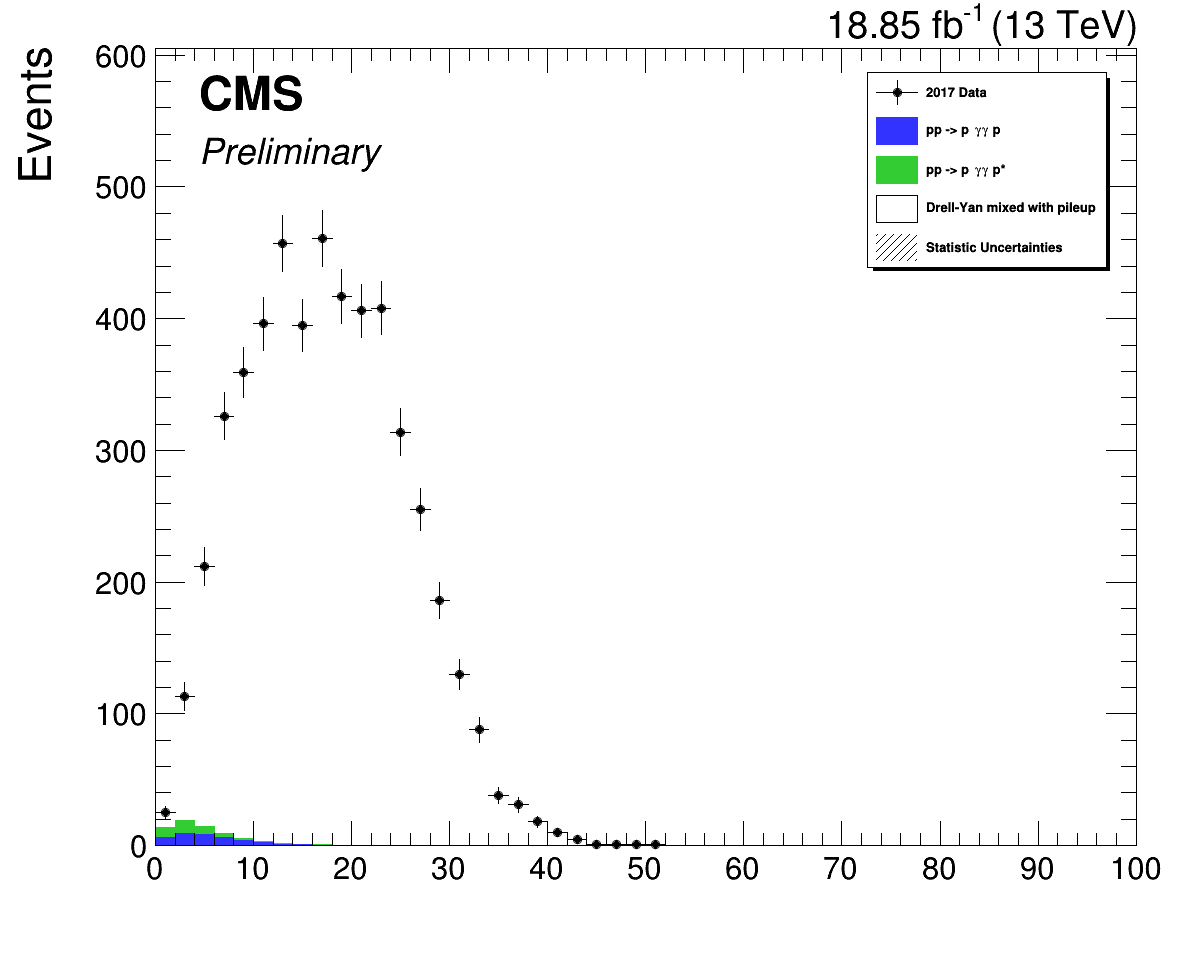 18.85 fb⁻¹ (13 TeV)
Events
CMS
Preliminary
2017 Data
pp -> p γγ p
pp -> p γγ p*
Drell-Yan mixed with pileup
Statistic Uncertainties
600
500
400
300
200
100
0
0 10 20 30 40 50 60 70 80 90 100